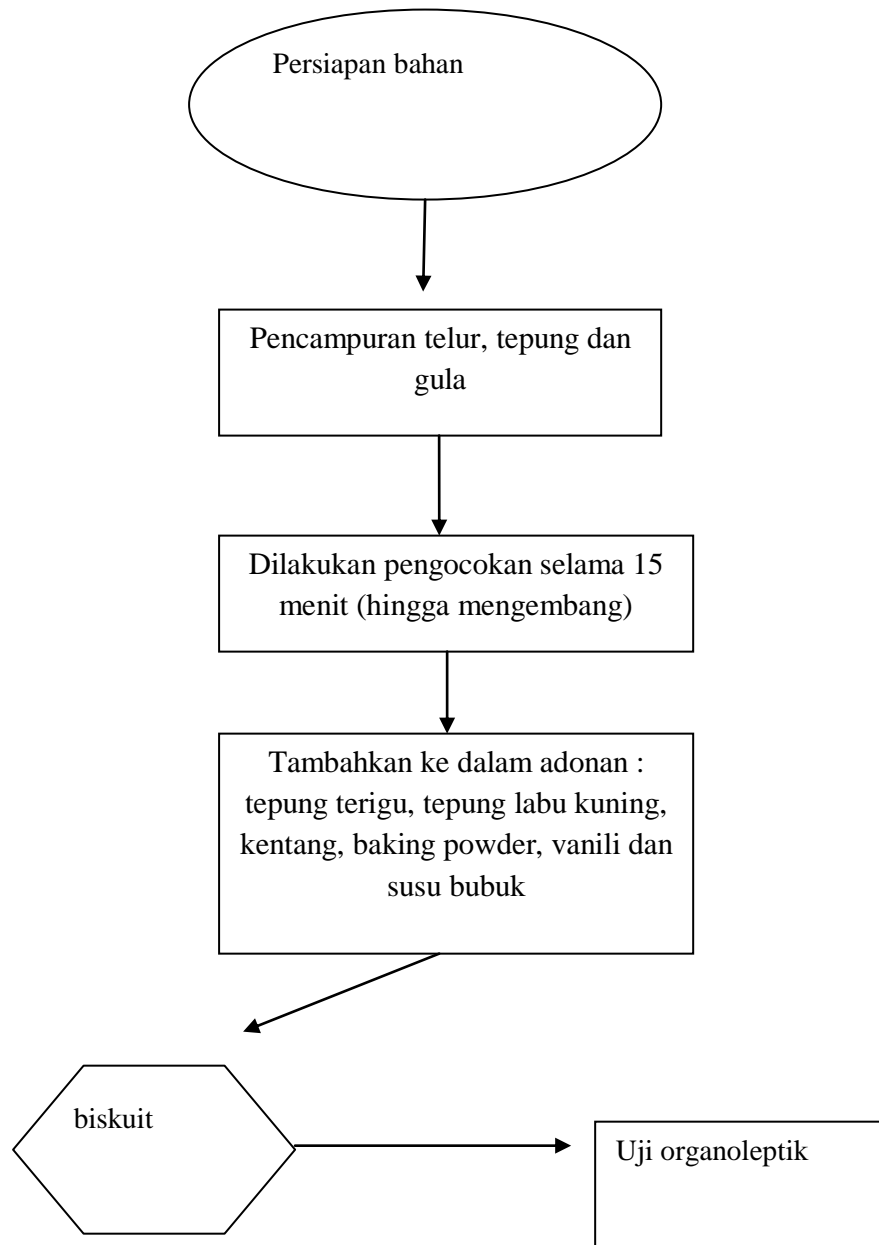 Persiapan bahan
Pencampuran telur, tepung dan
gula
Dilakukan pengocokan selama 15
menit (hingga mengembang)
Tambahkan ke dalam adonan :
tepung terigu, tepung labu kuning,
kentang, baking powder, vanili dan
susu bubuk
biskuit
Uji organoleptik